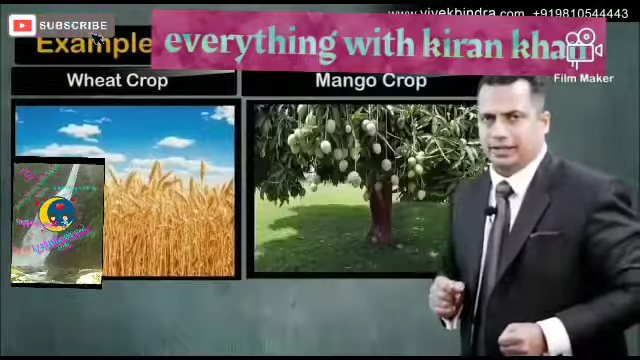 www.vivekbindra.com +919810544443
SUBSCRIBE
Example
everything with kiran kha
Film Maker
Wheat Crop
Mango Crop